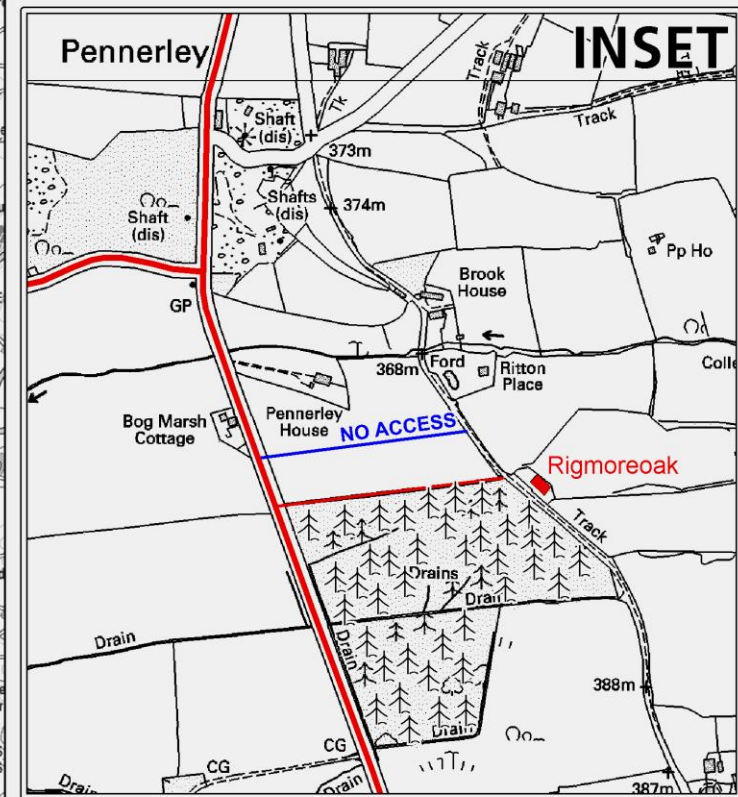 Pennerley
INSET
Track
Tk
Track
Shaft
(dis)
373m
Shafts
(dis)
374m
Shaft
(dis)
Pp Ho
Brook
House
GP
368m
Ford
Ritton
Place
Colle
Bog Marsh
Cottage
Pennerley
House
NO ACCESS
Rigmoreoak
Track
Drains
Drain
Drain
Drain
388m
Drain
CG
CG
Drain
Drain
387m